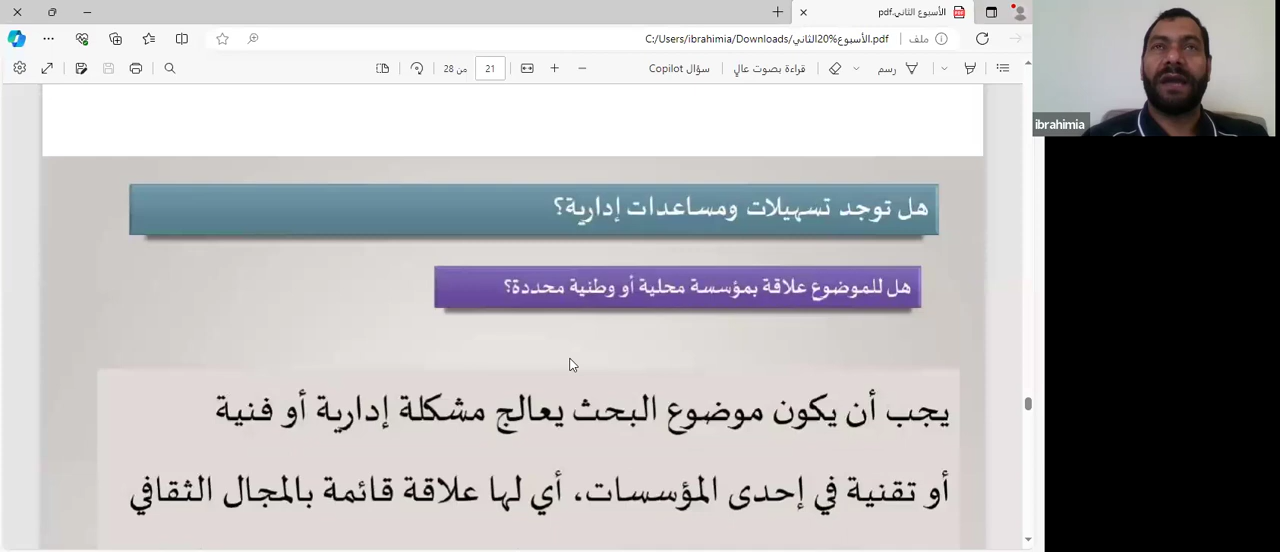 الأسبوع الثاني.pdf
ملف
C:/Users/ibrahimia/Downloads/الأسبوع%20الثاني.pdf
رسم
قراءة بصوت عالٍ
سؤال Copilot
21
من 28
ibrahimia
هل توجد تسهيلات ومساعدات إدارية؟
هل للموضوع علاقة بمؤسسة محلية أو وطنية محددة؟
يجب أن يكون موضوع البحث يعالج مشكلة إدارية أو فنية
أو تقنية في إحدى المؤسسات، أي لها علاقة قائمة بالمجال الثقافي